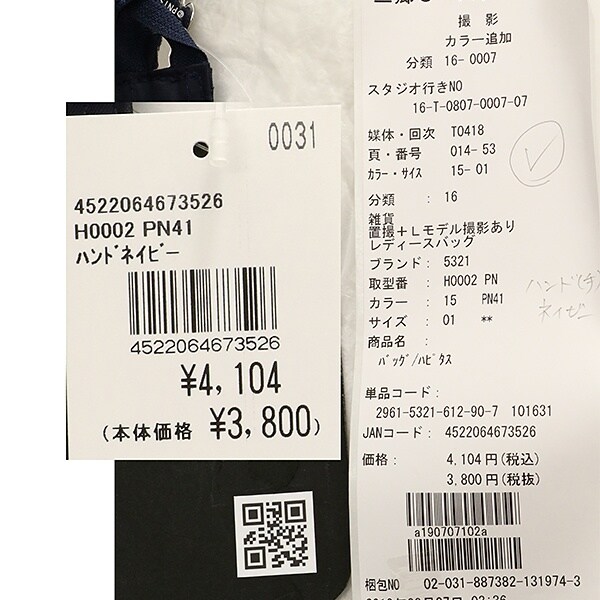 0031
4522064673526
H0002 PN41
ハンドネイビー
4522064673526
¥4,104
(本体価格 ¥3,800)
撮 影
カラー追加
分類 16- 0007
スタジオ行きNO
16-T-0807-0007-07
媒体・回次 T0418
頁・番号 014- 53
カラー・サイズ 15- 01
分類 : 16
雑貨
置撮+Lモデル撮影あり
レディースバッグ
ブランド : 5321
取型番 : H0002 PN
カラー : 15 PN41
サイズ : 01 **
商品名 :
バッグ/ハビタス
ハンド
ネイビー
単品コード :
2961-5321-612-90-7 101631
JANコード : 4522064673526
価格 : 4,104円(税込)
3,800円(税抜)
a190707102a
梱包NO 02-031-887382-131974-3